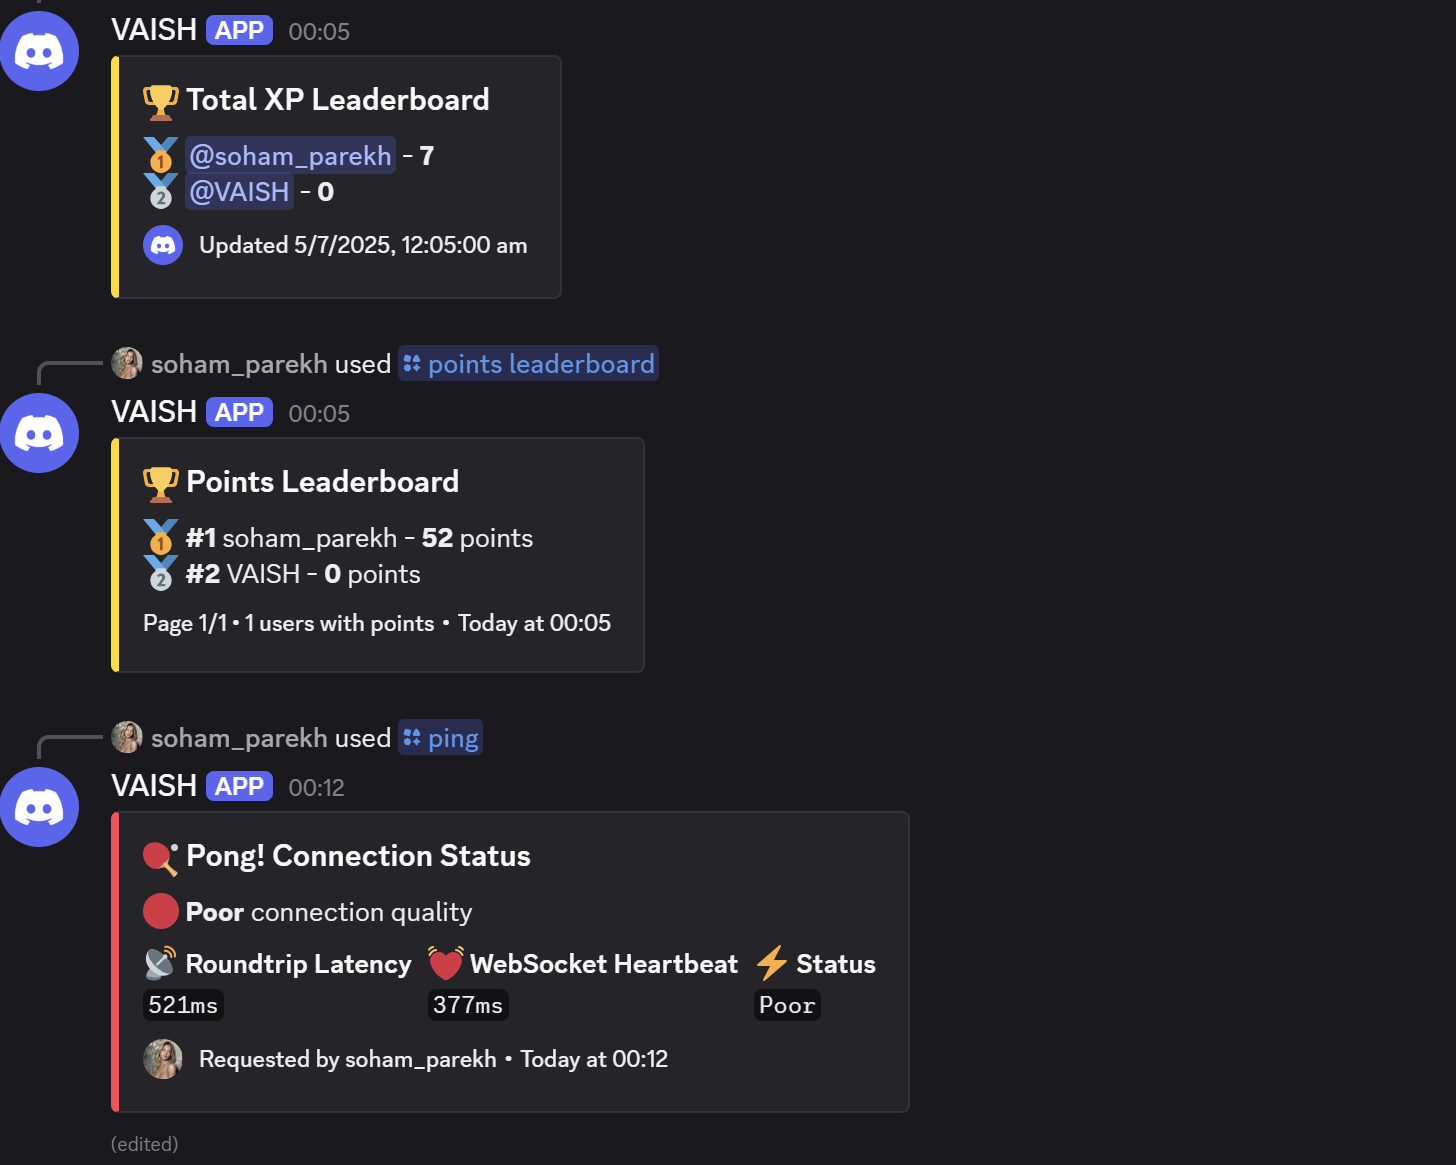 VAISH APP 00:05
Total XP Leaderboard
1 @soham_parekh - 7
2 @VAISH - 0
Updated 5/7/2025, 12:05:00 am
soham_parekh used points leaderboard
VAISH APP 00:05
Points Leaderboard
1 #1 soham_parekh - 52 points
2 #2 VAISH - 0 points
Page 1/1 • 1 users with points • Today at 00:05
soham_parekh used ping
VAISH APP 00:12
Pong! Connection Status
Poor connection quality
Roundtrip Latency WebSocket Heartbeat Status
521ms 377ms Poor
Requested by soham_parekh • Today at 00:12
(edited)